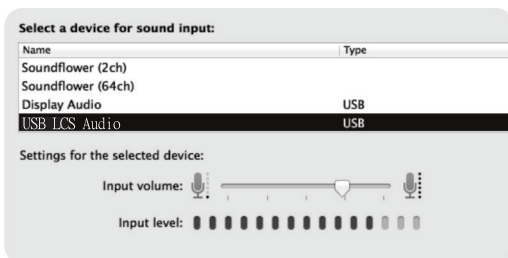 Select a device for sound input:
Name Type
Soundflower (2ch)
Soundflower (64ch)
Display Audio USB
USB LCS Audio USB
Settings for the selected device:
Input volume:
Input level: